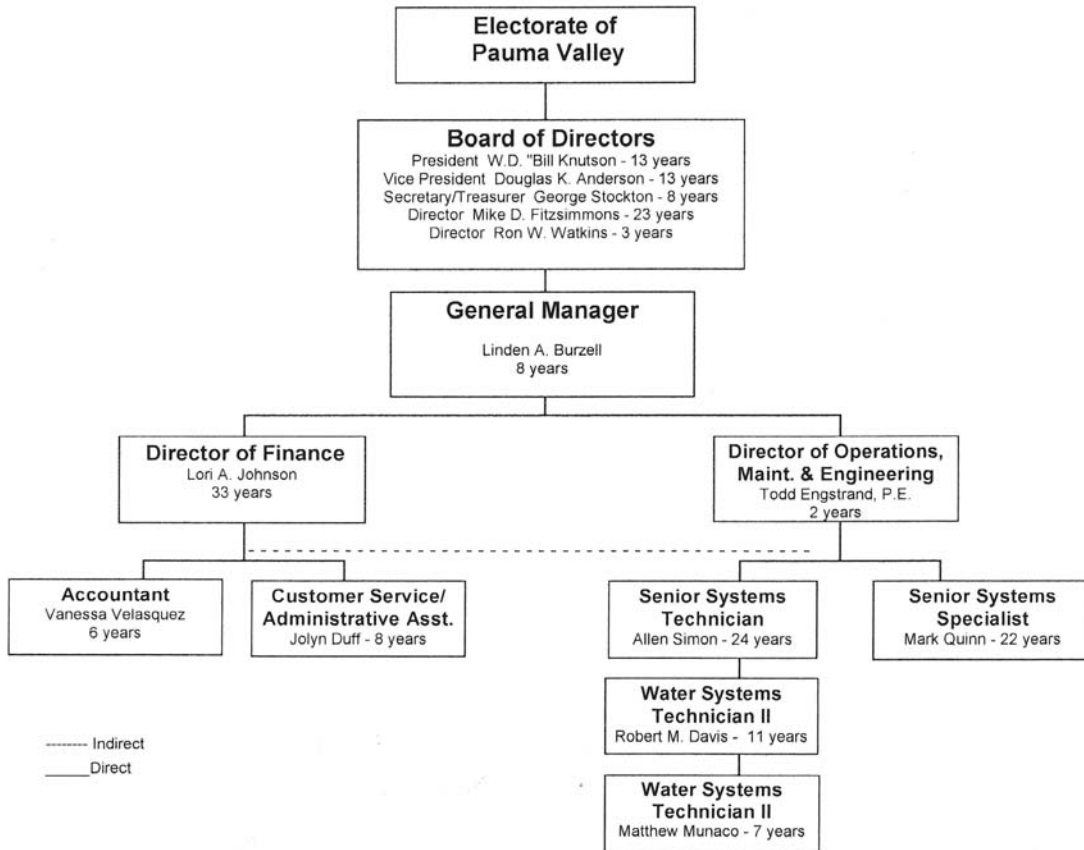 Electorate of
Pauma Valley
Board of Directors
President W.D. "Bill Knutson - 13 years
Vice President Douglas K. Anderson - 13 years
Secretary/Treasurer George Stockton - 8 years
Director Mike D. Fitzsimmons - 23 years
Director Ron W. Watkins - 3 years
General Manager
Linden A. Burzell
8 years
Director of Finance
Lori A. Johnson
33 years
Director of Operations,
Maint. & Engineering
Todd Engstrand, P.E.
2 years
Accountant
Vanessa Velasquez
6 years
Customer Service/
Administrative Asst.
Jolyn Duff - 8 years
Senior Systems
Technician
Allen Simon - 24 years
Senior Systems
Specialist
Mark Quinn - 22 years
Water Systems
Technician II
Robert M. Davis - 11 years
Water Systems
Technician II
Matthew Munaco - 7 years
-------- Indirect
_____Direct